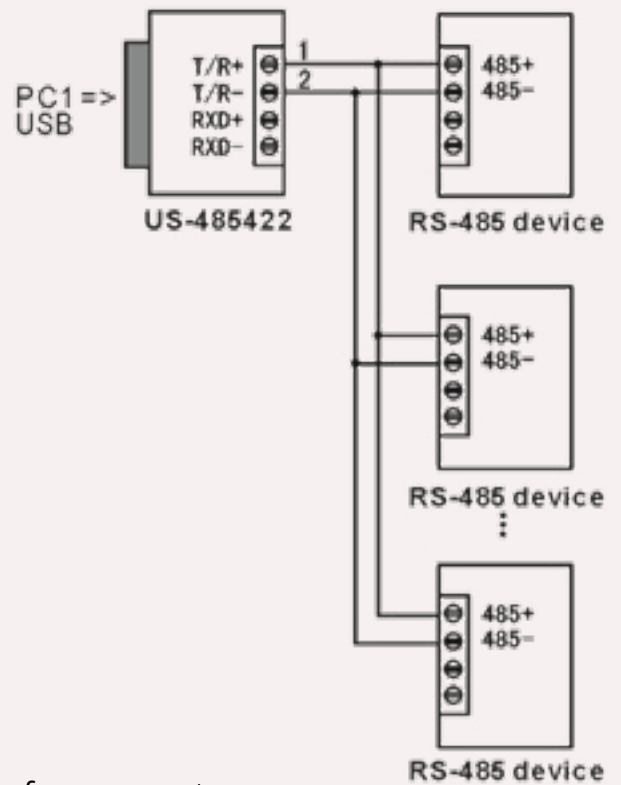 1
T/R+
485+
2
T/R-
485-
PC1=>
USB
RXD+
RXD-
US-485422
RS-485 device
485+
485-
RS-485 device
485+
485-
RS-485 device